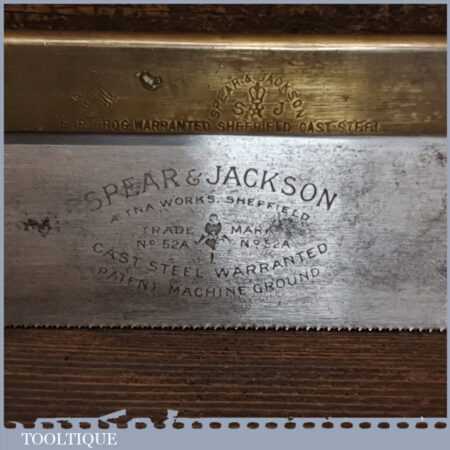 SPEAR & JACKSON
S J
WARRANTED SHEFFIELD CAST STEEL
SPEAR & JACKSON
ÆTNA WORKS, SHEFFIELD
TRADE MARK
Nº 52A Nº 52A
CAST STEEL WARRANTED
PATENT MACHINE GROUND
TOOLTIQUE